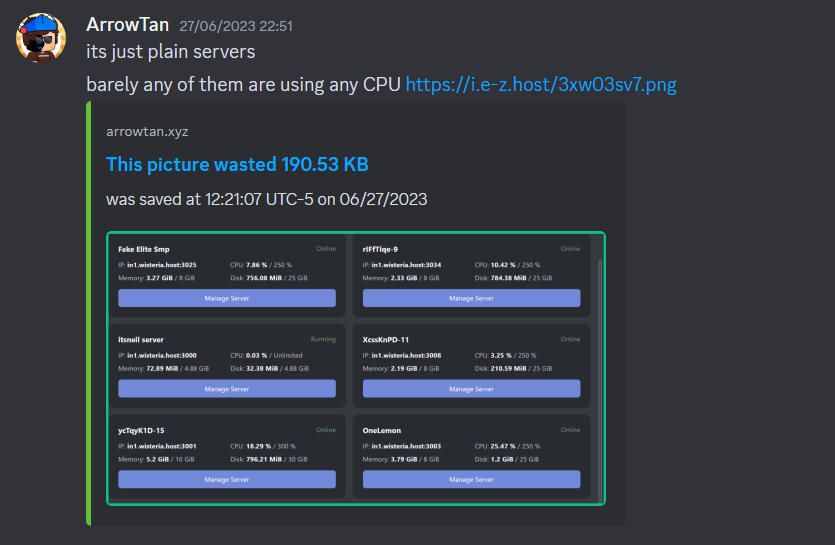 ArrowTan 27/06/2023 22:51
its just plain servers
barely any of them are using any CPU https://i.e-z.host/3xw03sv7.png
arrowtan.xyz
This picture wasted 190.53 KB
was saved at 12:21:07 UTC-5 on 06/27/2023
Fake Elite Smp Online
IP: in1.wisteria.host:3025 CPU: 7.86 % / 250 %
Memory: 3.27 GiB / 8 GiB Disk: 756.08 MiB / 25 GiB
Manage Server
rIFfTiqe-9 Online
IP: in1.wisteria.host:3034 CPU: 10.42 % / 250 %
Memory: 2.33 GiB / 8 GiB Disk: 784.38 MiB / 25 GiB
Manage Server
itsneil server Running
IP: in1.wisteria.host:3000 CPU: 0.03 % / Unlimited
Memory: 72.89 MiB / 4.88 GiB Disk: 32.38 MiB / 4.88 GiB
Manage Server
XcssKnPD-11 Online
IP: in1.wisteria.host:3008 CPU: 3.25 % / 250 %
Memory: 2.19 GiB / 8 GiB Disk: 210.59 MiB / 25 GiB
Manage Server
ycTqyK1D-15 Online
IP: in1.wisteria.host:3001 CPU: 18.29 % / 300 %
Memory: 5.2 GiB / 10 GiB Disk: 796.21 MiB / 30 GiB
Manage Server
OneLemon Online
IP: in1.wisteria.host:3003 CPU: 25.47 % / 250 %
Memory: 3.79 GiB / 8 GiB Disk: 1.2 GiB / 25 GiB
Manage Server